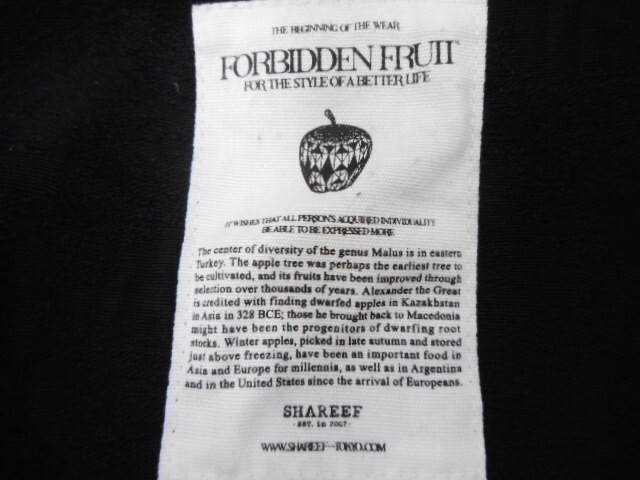 THE BEGINNING OF THE WEAR
FORBIDDEN FRUIT
FOR THE STYLE OF A BETTER LIFE
IT WISHES THAT ALL PERSON'S ACQUIRED INDIVIDUALITY
BE ABLE TO BE EXPRESSED MORE
The center of diversity of the genus Malus is in eastern
Turkey. The apple tree was perhaps the earliest tree to
be cultivated, and its fruits have been improved through
selection over thousands of years. Alexander the Great
is credited with finding dwarfed apples in Kazakhstan
in Asia in 328 BCE; those he brought back to Macedonia
might have been the progenitors of dwarfing root
stocks. Winter apples, picked in late autumn and stored
just above freezing, have been an important food in
Asia and Europe for millennia, as well as in Argentina
and in the United States since the arrival of Europeans.
SHAREEF
- EST. in 2007 -
WWW.SHAREEF-TOKYO.COM